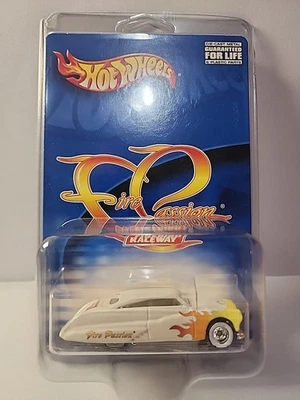 HOT WHEELS
DIE CAST METAL
GUARANTEED
FOR LIFE
& PLASTIC PARTS
Fire Passion
RACEWAY
Fire Passion